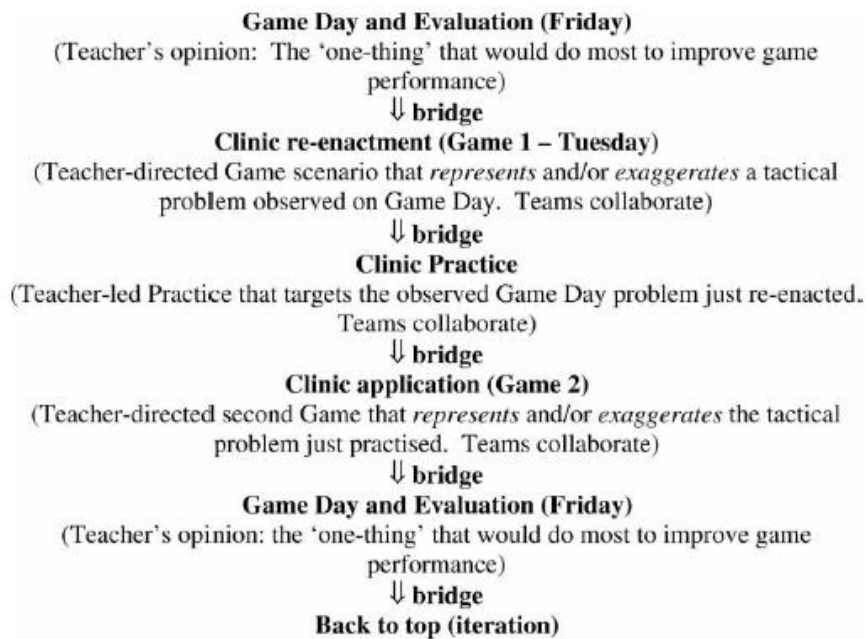 Game Day and Evaluation (Friday)
(Teacher's opinion:  The 'one-thing' that would do most to improve game
performance)
⇓ bridge
Clinic re-enactment (Game 1 – Tuesday)
(Teacher-directed Game scenario that represents and/or exaggerates a tactical
problem observed on Game Day.  Teams collaborate)
⇓ bridge
Clinic Practice
(Teacher-led Practice that targets the observed Game Day problem just re-enacted.
Teams collaborate)
⇓ bridge
Clinic application (Game 2)
(Teacher-directed second Game that represents and/or exaggerates the tactical
problem just practised.  Teams collaborate)
⇓ bridge
Game Day and Evaluation (Friday)
(Teacher's opinion: the 'one-thing' that would do most to improve game
performance)
⇓ bridge
Back to top (iteration)